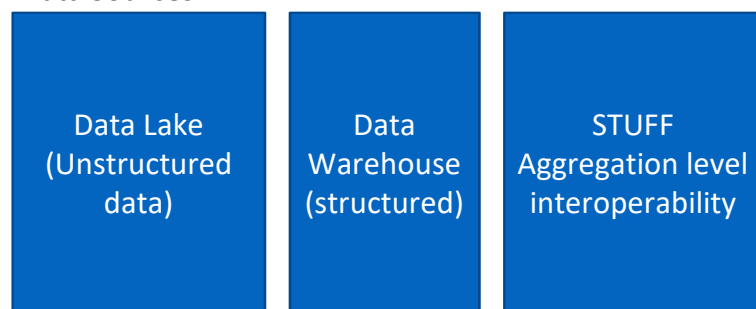 Data Lake
(Unstructured
data)
Data
Warehouse
(structured)
STUFF
Aggregation level
interoperability